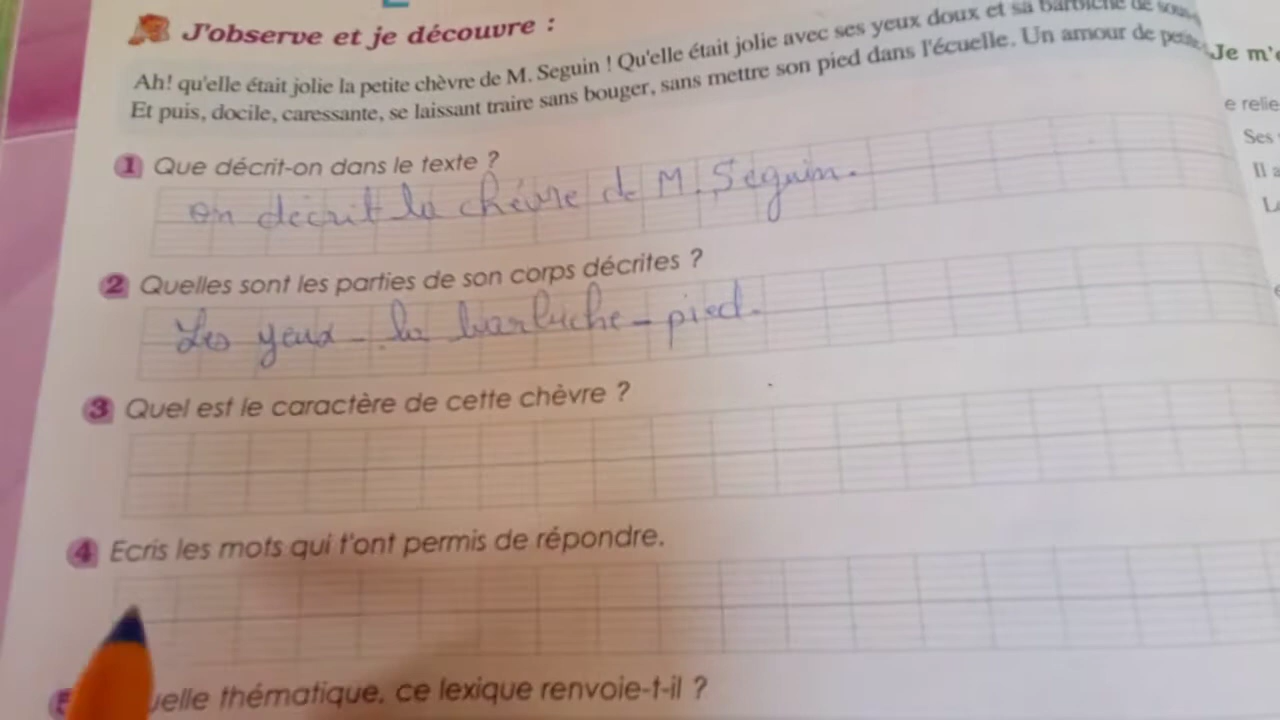 J'observe et je découvre :
Ah! qu'elle était jolie la petite chèvre de M. Seguin ! Qu'elle était jolie avec ses yeux doux et sa barbiche de sous-
Et puis, docile, caressante, se laissant traire sans bouger, sans mettre son pied dans l'écuelle. Un amour de petite
1 Que décrit-on dans le texte ?
on décrit la chèvre de M. Séguin.
2 Quelles sont les parties de son corps décrites ?
Les yeux - la barbuche - pied.
3 Quel est le caractère de cette chèvre ?
4 Ecris les mots qui t'ont permis de répondre.
thématique, ce lexique renvoie-t-il ?
Je m'
e relie
Ses
Il a